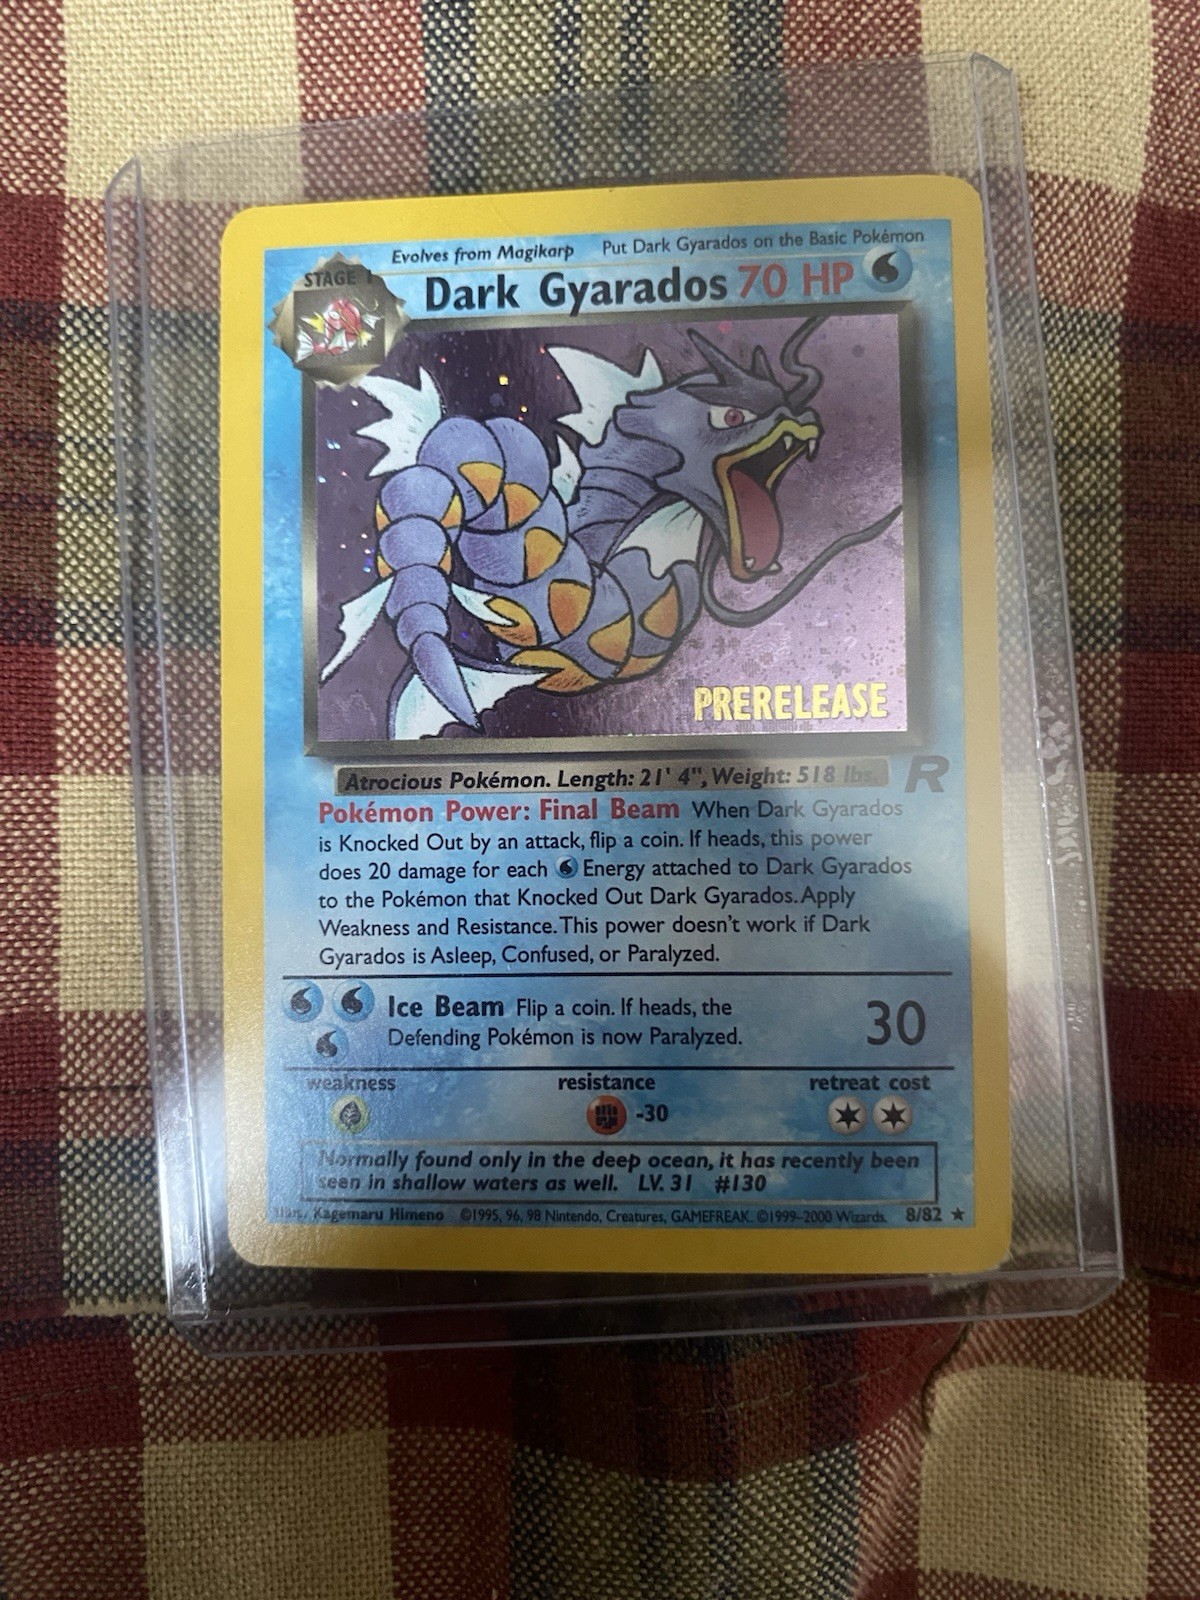 Evolves from Magikarp Put Dark Gyarados on the Basic Pokémon
STAGE 1
Dark Gyarados 70 HP
PRERELEASE
Atrocious Pokémon. Length: 21' 4", Weight: 518 lbs.
R
Pokémon Power: Final Beam When Dark Gyarados
is Knocked Out by an attack, flip a coin. If heads, this power
does 20 damage for each Energy attached to Dark Gyarados
to the Pokémon that Knocked Out Dark Gyarados. Apply
Weakness and Resistance. This power doesn't work if Dark
Gyarados is Asleep, Confused, or Paralyzed.
Ice Beam Flip a coin. If heads, the
Defending Pokémon is now Paralyzed.
30
weakness resistance retreat cost
-30
Normally found only in the deep ocean, it has recently been
seen in shallow waters as well. LV. 31 #130
Illus. Kagemaru Himeno ©1995, 96, 98 Nintendo, Creatures, GAMEFREAK. ©1999-2000 Wizards. 8/82 ★